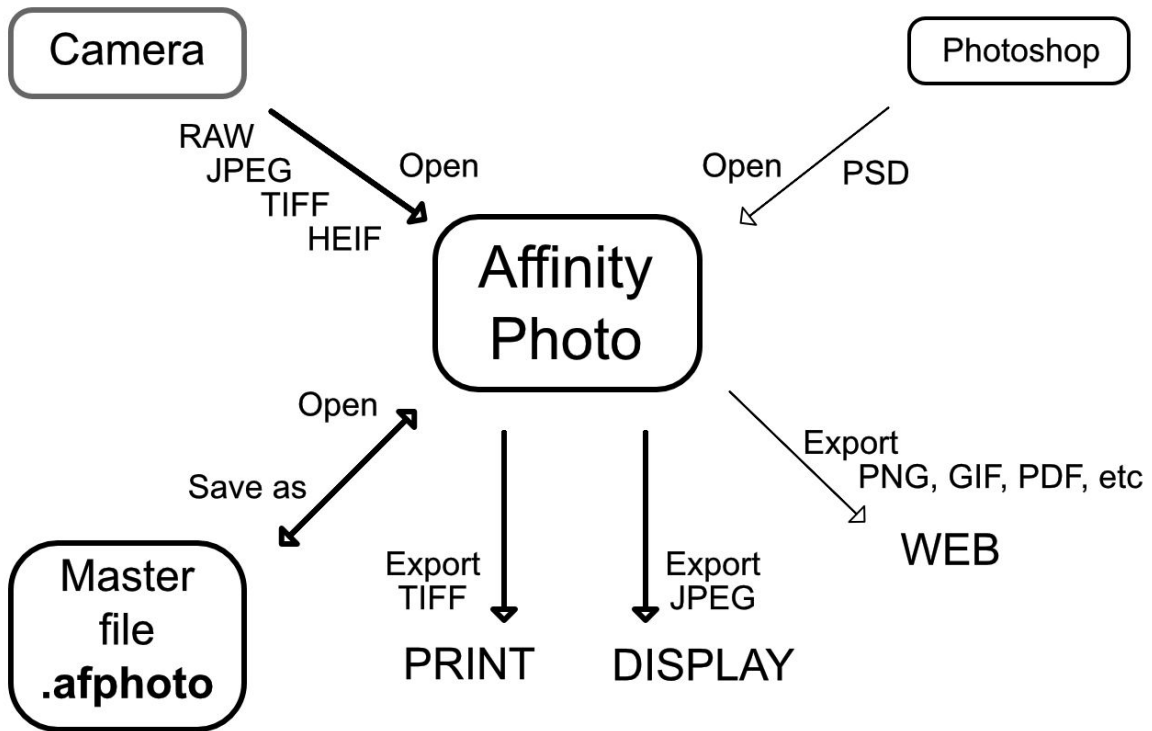 Camera
Photoshop
RAW
JPEG
TIFF
HEIF
Open
Open
PSD
Affinity
Photo
Open
Save as
Export
PNG, GIF, PDF, etc
WEB
Master
file
.afphoto
Export
TIFF
PRINT
Export
JPEG
DISPLAY